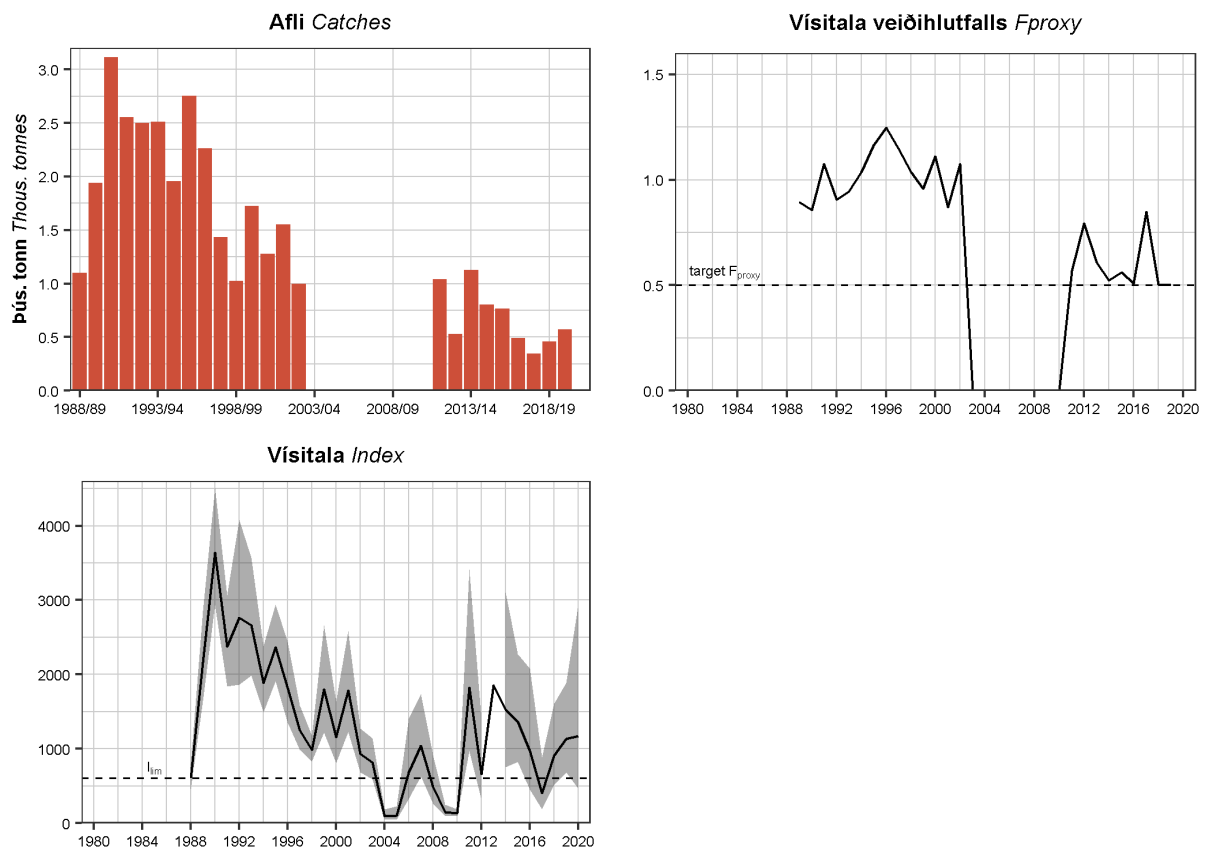 Afli Catches
Þús. tonn Thous. tonnes
3.0
2.5
2.0
1.5
1.0
0.5
0.0
1988/89 1993/94 1998/99 2003/04 2008/09 2013/14 2018/19
Vísitala veiðihlutfalls Fproxy
1.5
1.0
target Fproxy
0.5
0.0
1980 1984 1988 1992 1996 2000 2004 2008 2012 2016 2020
Vísitala Index
4000
3000
2000
1000
Ilim
0
1980 1984 1988 1992 1996 2000 2004 2008 2012 2016 2020